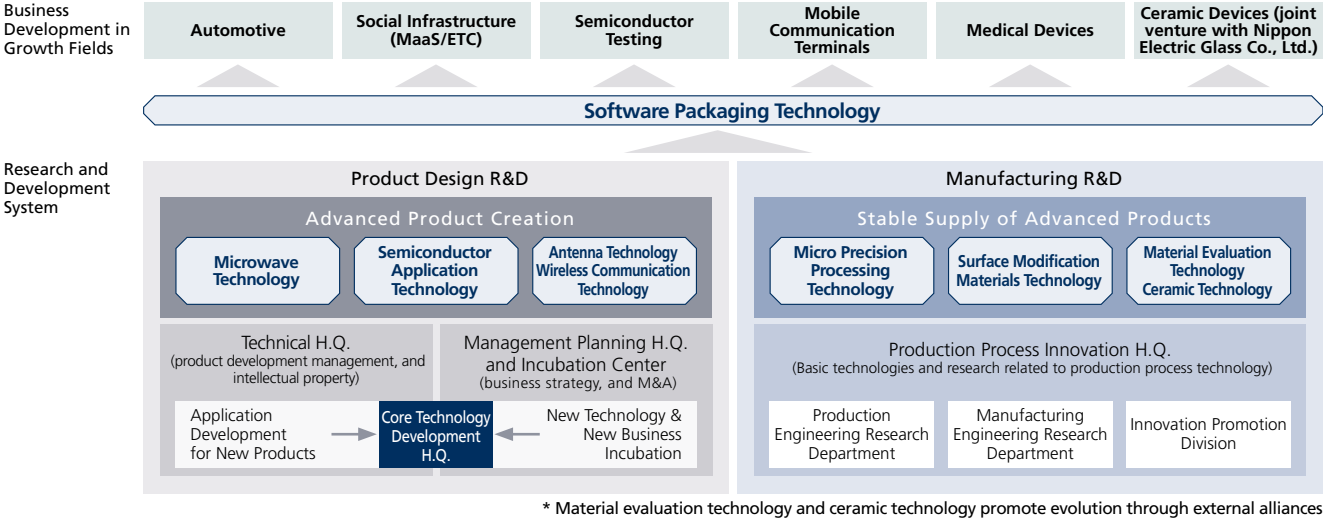 Business
Development in
Growth Fields
Automotive
Social Infrastructure
(MaaS/ETC)
Semiconductor
Testing
Mobile
Communication
Terminals
Medical Devices
Ceramic Devices (joint
venture with Nippon
Electric Glass Co., Ltd.)
Software Packaging Technology
Research and
Development
System
Product Design R&D
Advanced Product Creation
Microwave
Technology
Semiconductor
Application
Technology
Antenna Technology
Wireless Communication
Technology
Technical H.Q.
(product development management, and
intellectual property)
Management Planning H.Q.
and Incubation Center
(business strategy, and M&A)
Application
Development
for New Products
Core Technology
Development
H.Q.
New Technology &
New Business
Incubation
Manufacturing R&D
Stable Supply of Advanced Products
Micro Precision
Processing
Technology
Surface Modification
Materials Technology
Material Evaluation
Technology
Ceramic Technology
Production Process Innovation H.Q.
(Basic technologies and research related to production process technology)
Production
Engineering Research
Department
Manufacturing
Engineering Research
Department
Innovation Promotion
Division
* Material evaluation technology and ceramic technology promote evolution through external alliances